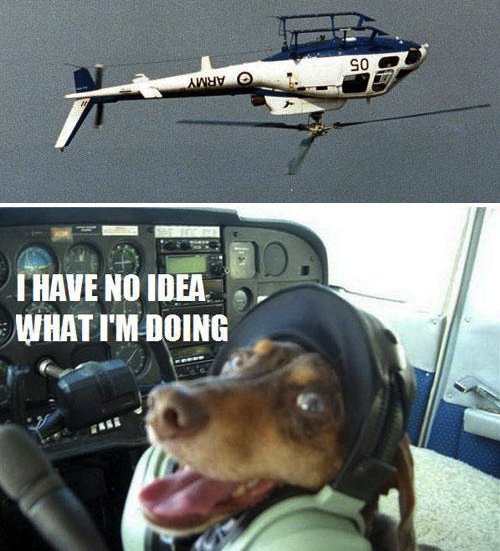 05
ARMY
I HAVE NO IDEA
WHAT I'M DOING